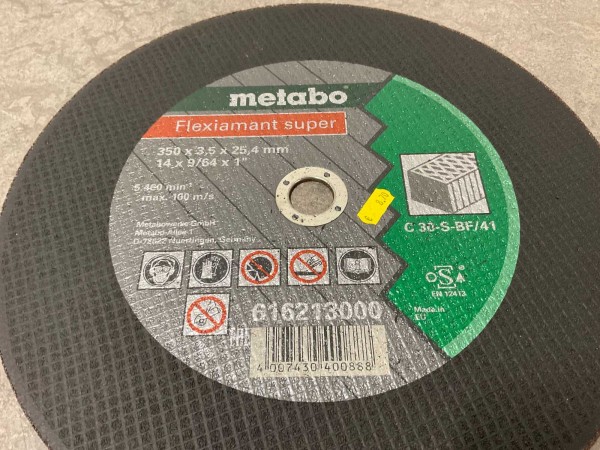 metabo
Flexiamant super
350 x 3,5 x 25,4 mm
14 x 9/64 x 1"
5.460 min⁻¹
max. 100 m/s
Metabowerke GmbH
Metabo-Allee 1
D-72622 Nuertingen, Germany
C 30-S-BF/41
EN 12413
Made in
EU
616213000
EAC
4 007430 400888